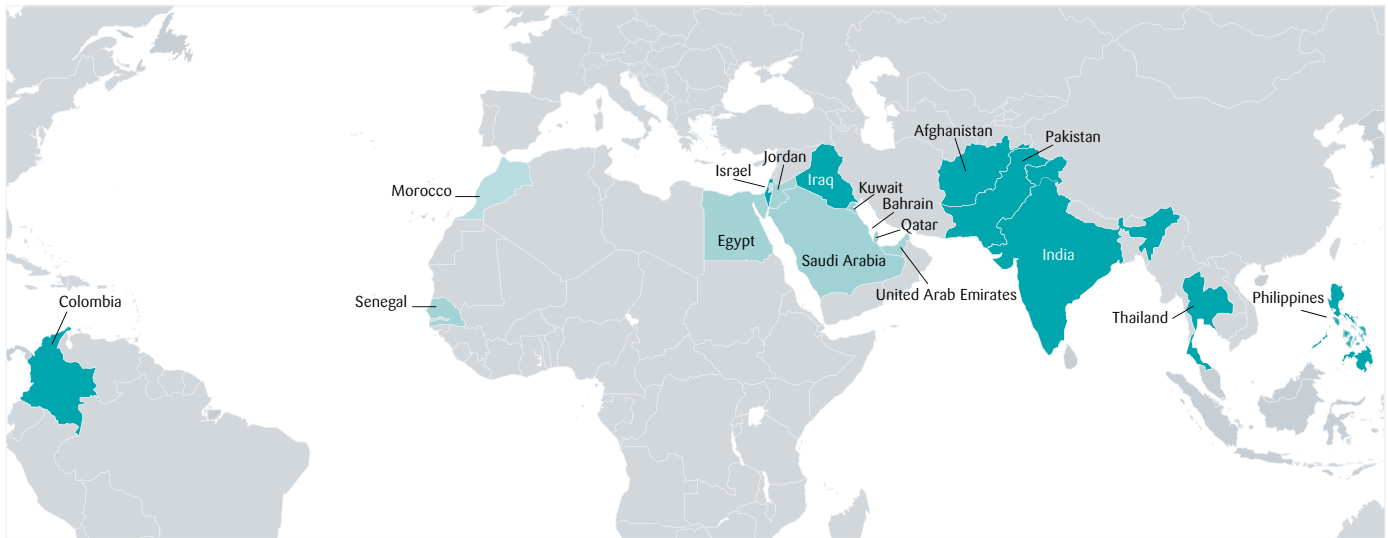 Afghanistan
Pakistan
Jordan
Israel
Iraq
Morocco
Kuwait
Bahrain
Qatar
Egypt
India
Saudi Arabia
United Arab Emirates
Colombia
Senegal
Philippines
Thailand